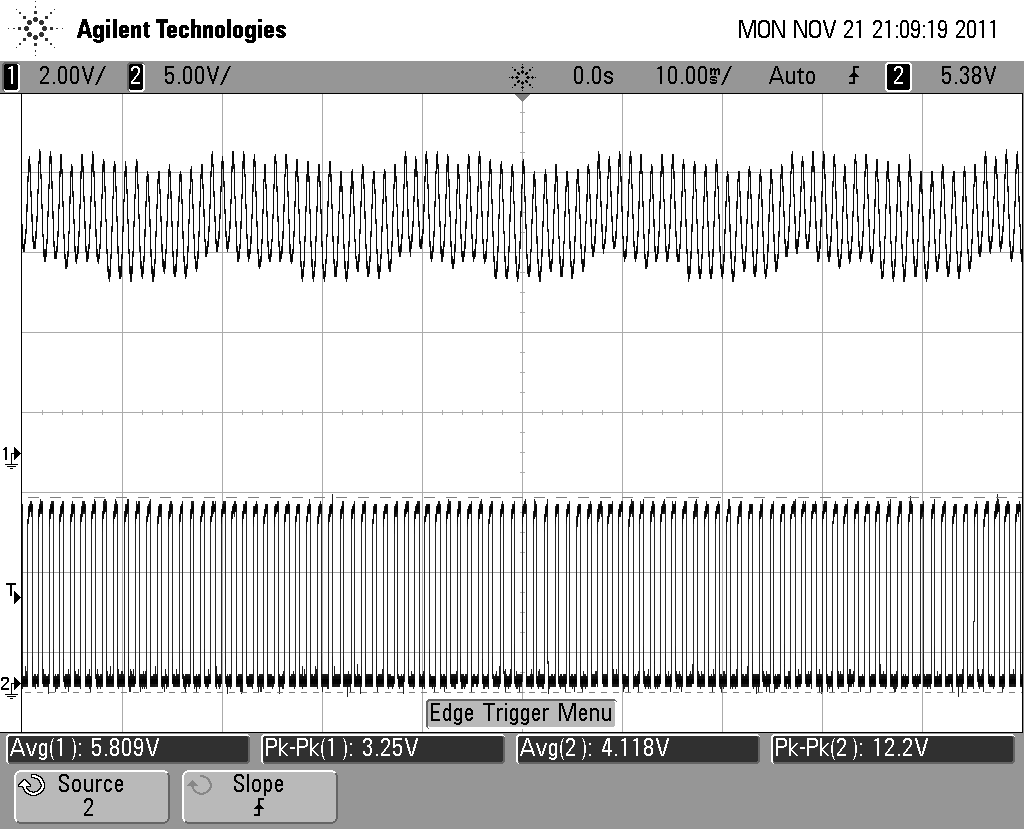 Agilent Technologies MON NOV 21 21:09:19 2011
1 2.00V/ 2 5.00V/ 0.0s 10.00ms/ Auto 2 5.38V
1
T
2
Edge Trigger Menu
Avg(1): 5.809V Pk-Pk(1): 3.25V Avg(2): 4.118V Pk-Pk(2): 12.2V
Source Slope
2